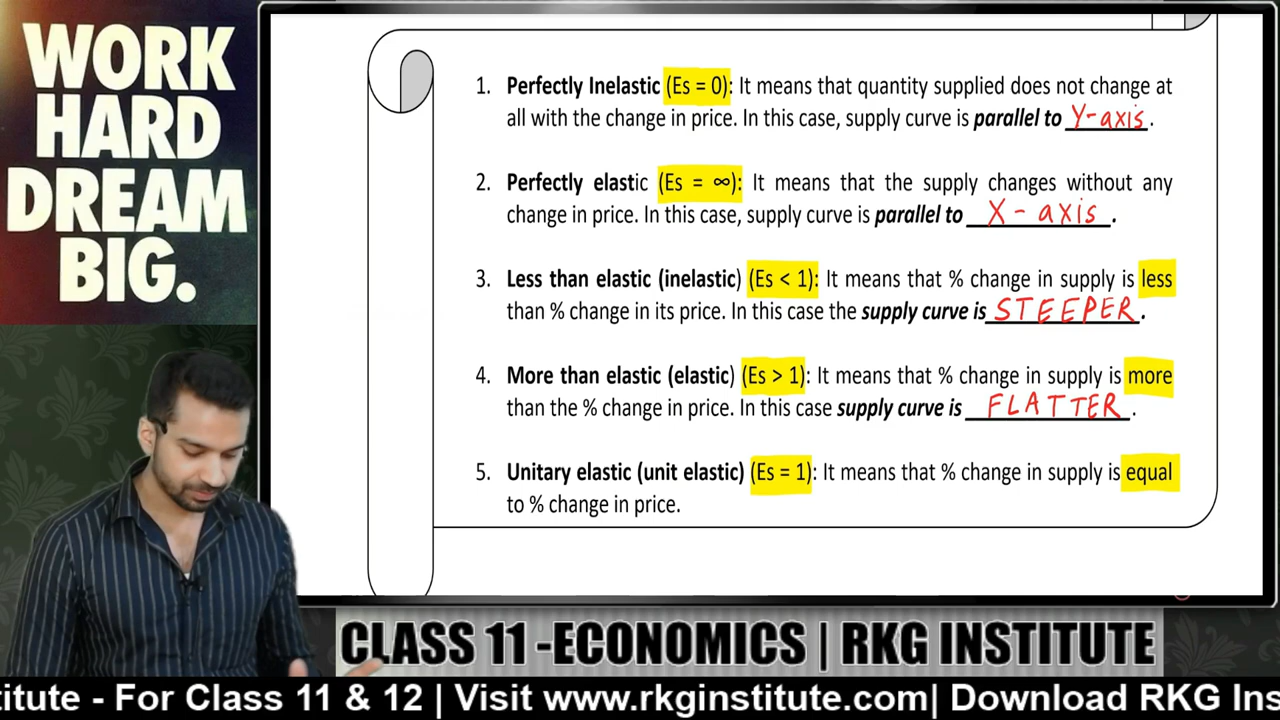 WORK
HARD
DREAM
BIG.
1. Perfectly Inelastic (Es = 0): It means that quantity supplied does not change at
all with the change in price. In this case, supply curve is parallel to Y-axis.
2. Perfectly elastic (Es = ∞): It means that the supply changes without any
change in price. In this case, supply curve is parallel to X-axis.
3. Less than elastic (inelastic) (Es < 1): It means that % change in supply is less
than % change in its price. In this case the supply curve is STEEPER.
4. More than elastic (elastic) (Es > 1): It means that % change in supply is more
than the % change in price. In this case supply curve is FLATTER.
5. Unitary elastic (unit elastic) (Es = 1): It means that % change in supply is equal
to % change in price.
CLASS 11 -ECONOMICS | RKG INSTITUTE
titute - For Class 11 & 12 | Visit www.rkginstitute.com| Download RKG Ins